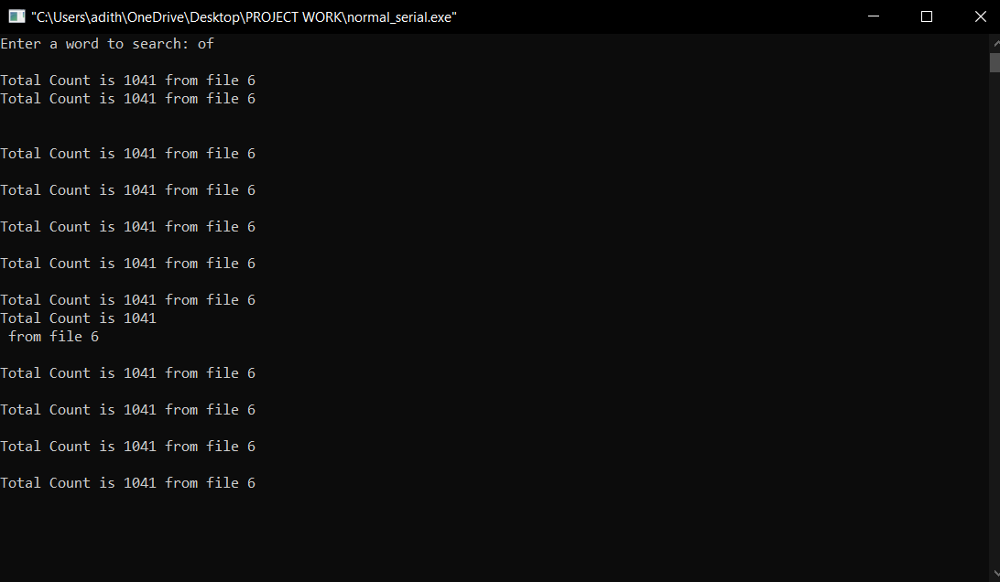 "C:\Users\adith\OneDrive\Desktop\PROJECT WORK\normal_serial.exe"
Enter a word to search: of
Total Count is 1041 from file 6
Total Count is 1041 from file 6
Total Count is 1041 from file 6
Total Count is 1041 from file 6
Total Count is 1041 from file 6
Total Count is 1041 from file 6
Total Count is 1041 from file 6
Total Count is 1041
from file 6
Total Count is 1041 from file 6
Total Count is 1041 from file 6
Total Count is 1041 from file 6
Total Count is 1041 from file 6